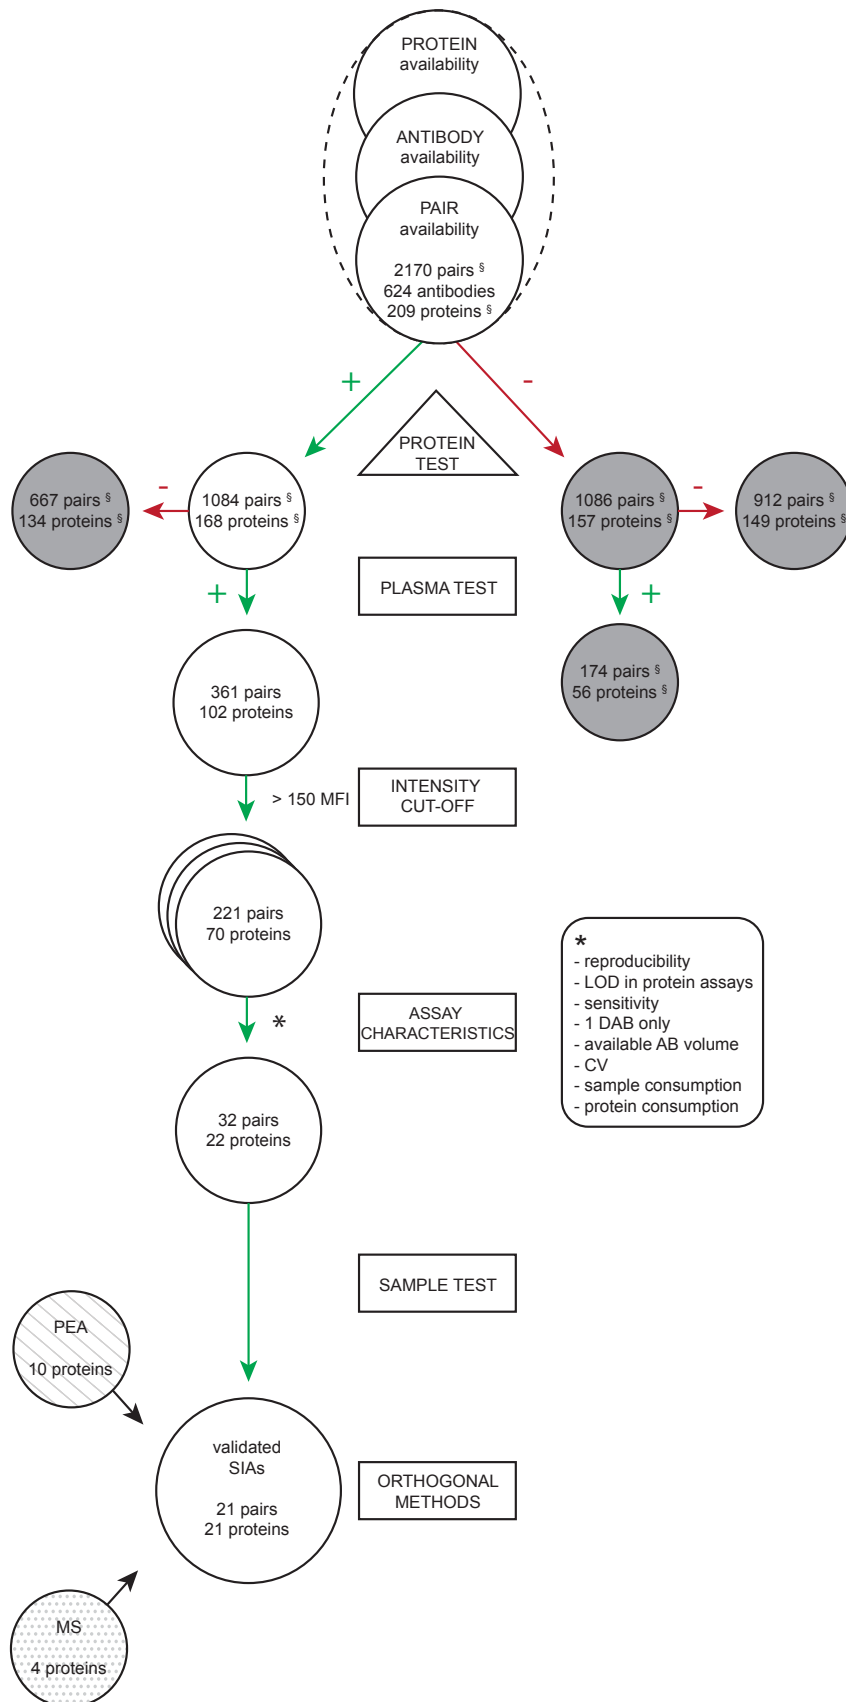 PROTEIN
availability
ANTIBODY
availability
PAIR
availability
2170 pairs §
624 antibodies
209 proteins §
+
-
PROTEIN
TEST
667 pairs §
134 proteins §
-
1084 pairs §
168 proteins §
1086 pairs §
157 proteins §
-
912 pairs §
149 proteins §
+
PLASMA TEST
+
361 pairs
102 proteins
174 pairs §
56 proteins §
> 150 MFI
INTENSITY
CUT-OFF
221 pairs
70 proteins
*
- reproducibility
- LOD in protein assays
- sensitivity
- 1 DAB only
- available AB volume
- CV
- sample consumption
- protein consumption
*
ASSAY
CHARACTERISTICS
32 pairs
22 proteins
SAMPLE TEST
PEA
10 proteins
validated
SIAs
21 pairs
21 proteins
ORTHOGONAL
METHODS
MS
4 proteins